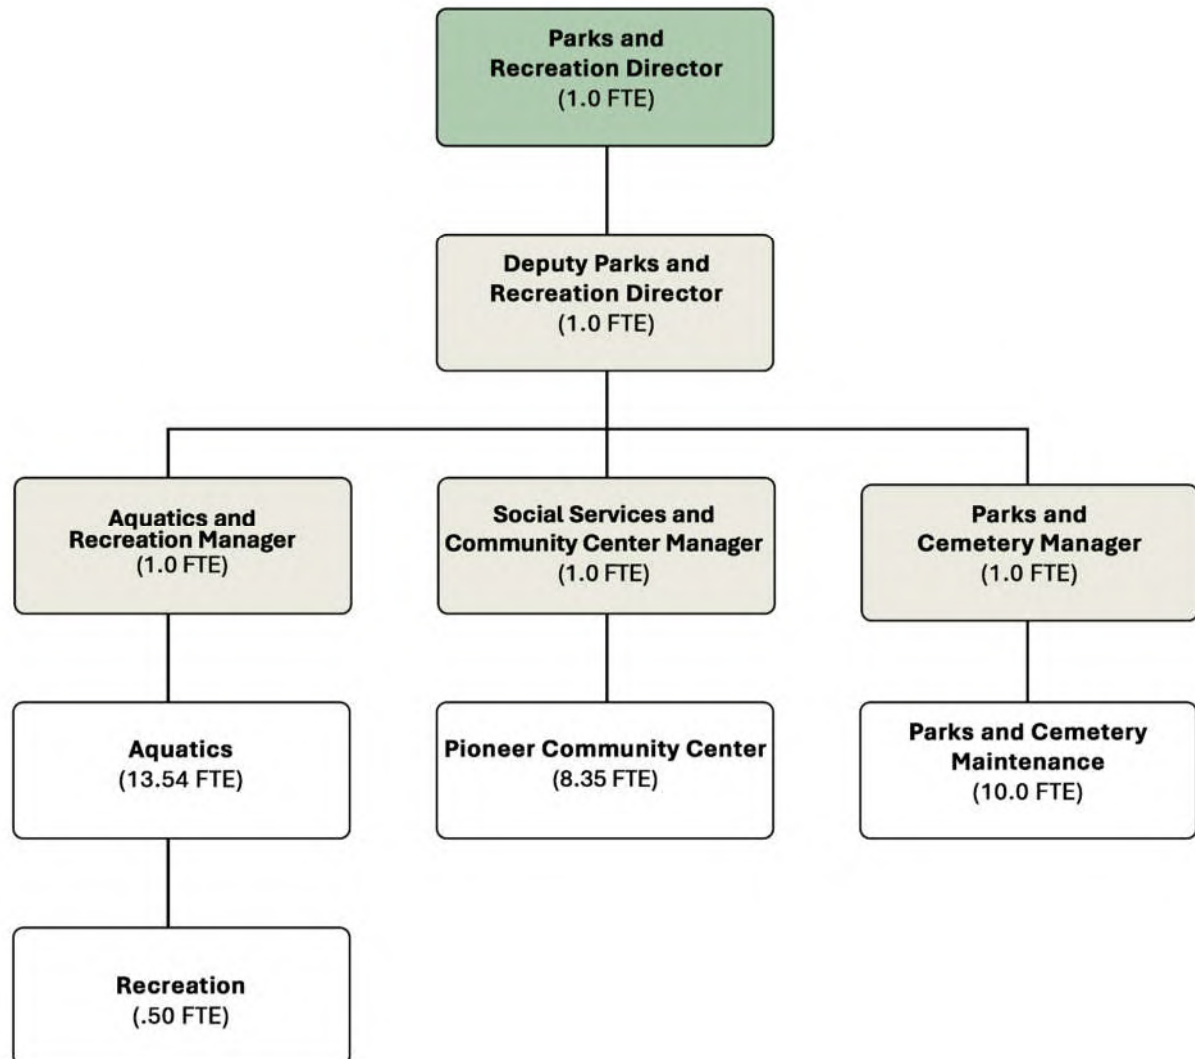 Parks and
Recreation Director
(1.0 FTE)
Deputy Parks and
Recreation Director
(1.0 FTE)
Aquatics and
Recreation Manager
(1.0 FTE)
Social Services and
Community Center Manager
(1.0 FTE)
Parks and
Cemetery Manager
(1.0 FTE)
Aquatics
(13.54 FTE)
Pioneer Community Center
(8.35 FTE)
Parks and Cemetery
Maintenance
(10.0 FTE)
Recreation
(.50 FTE)